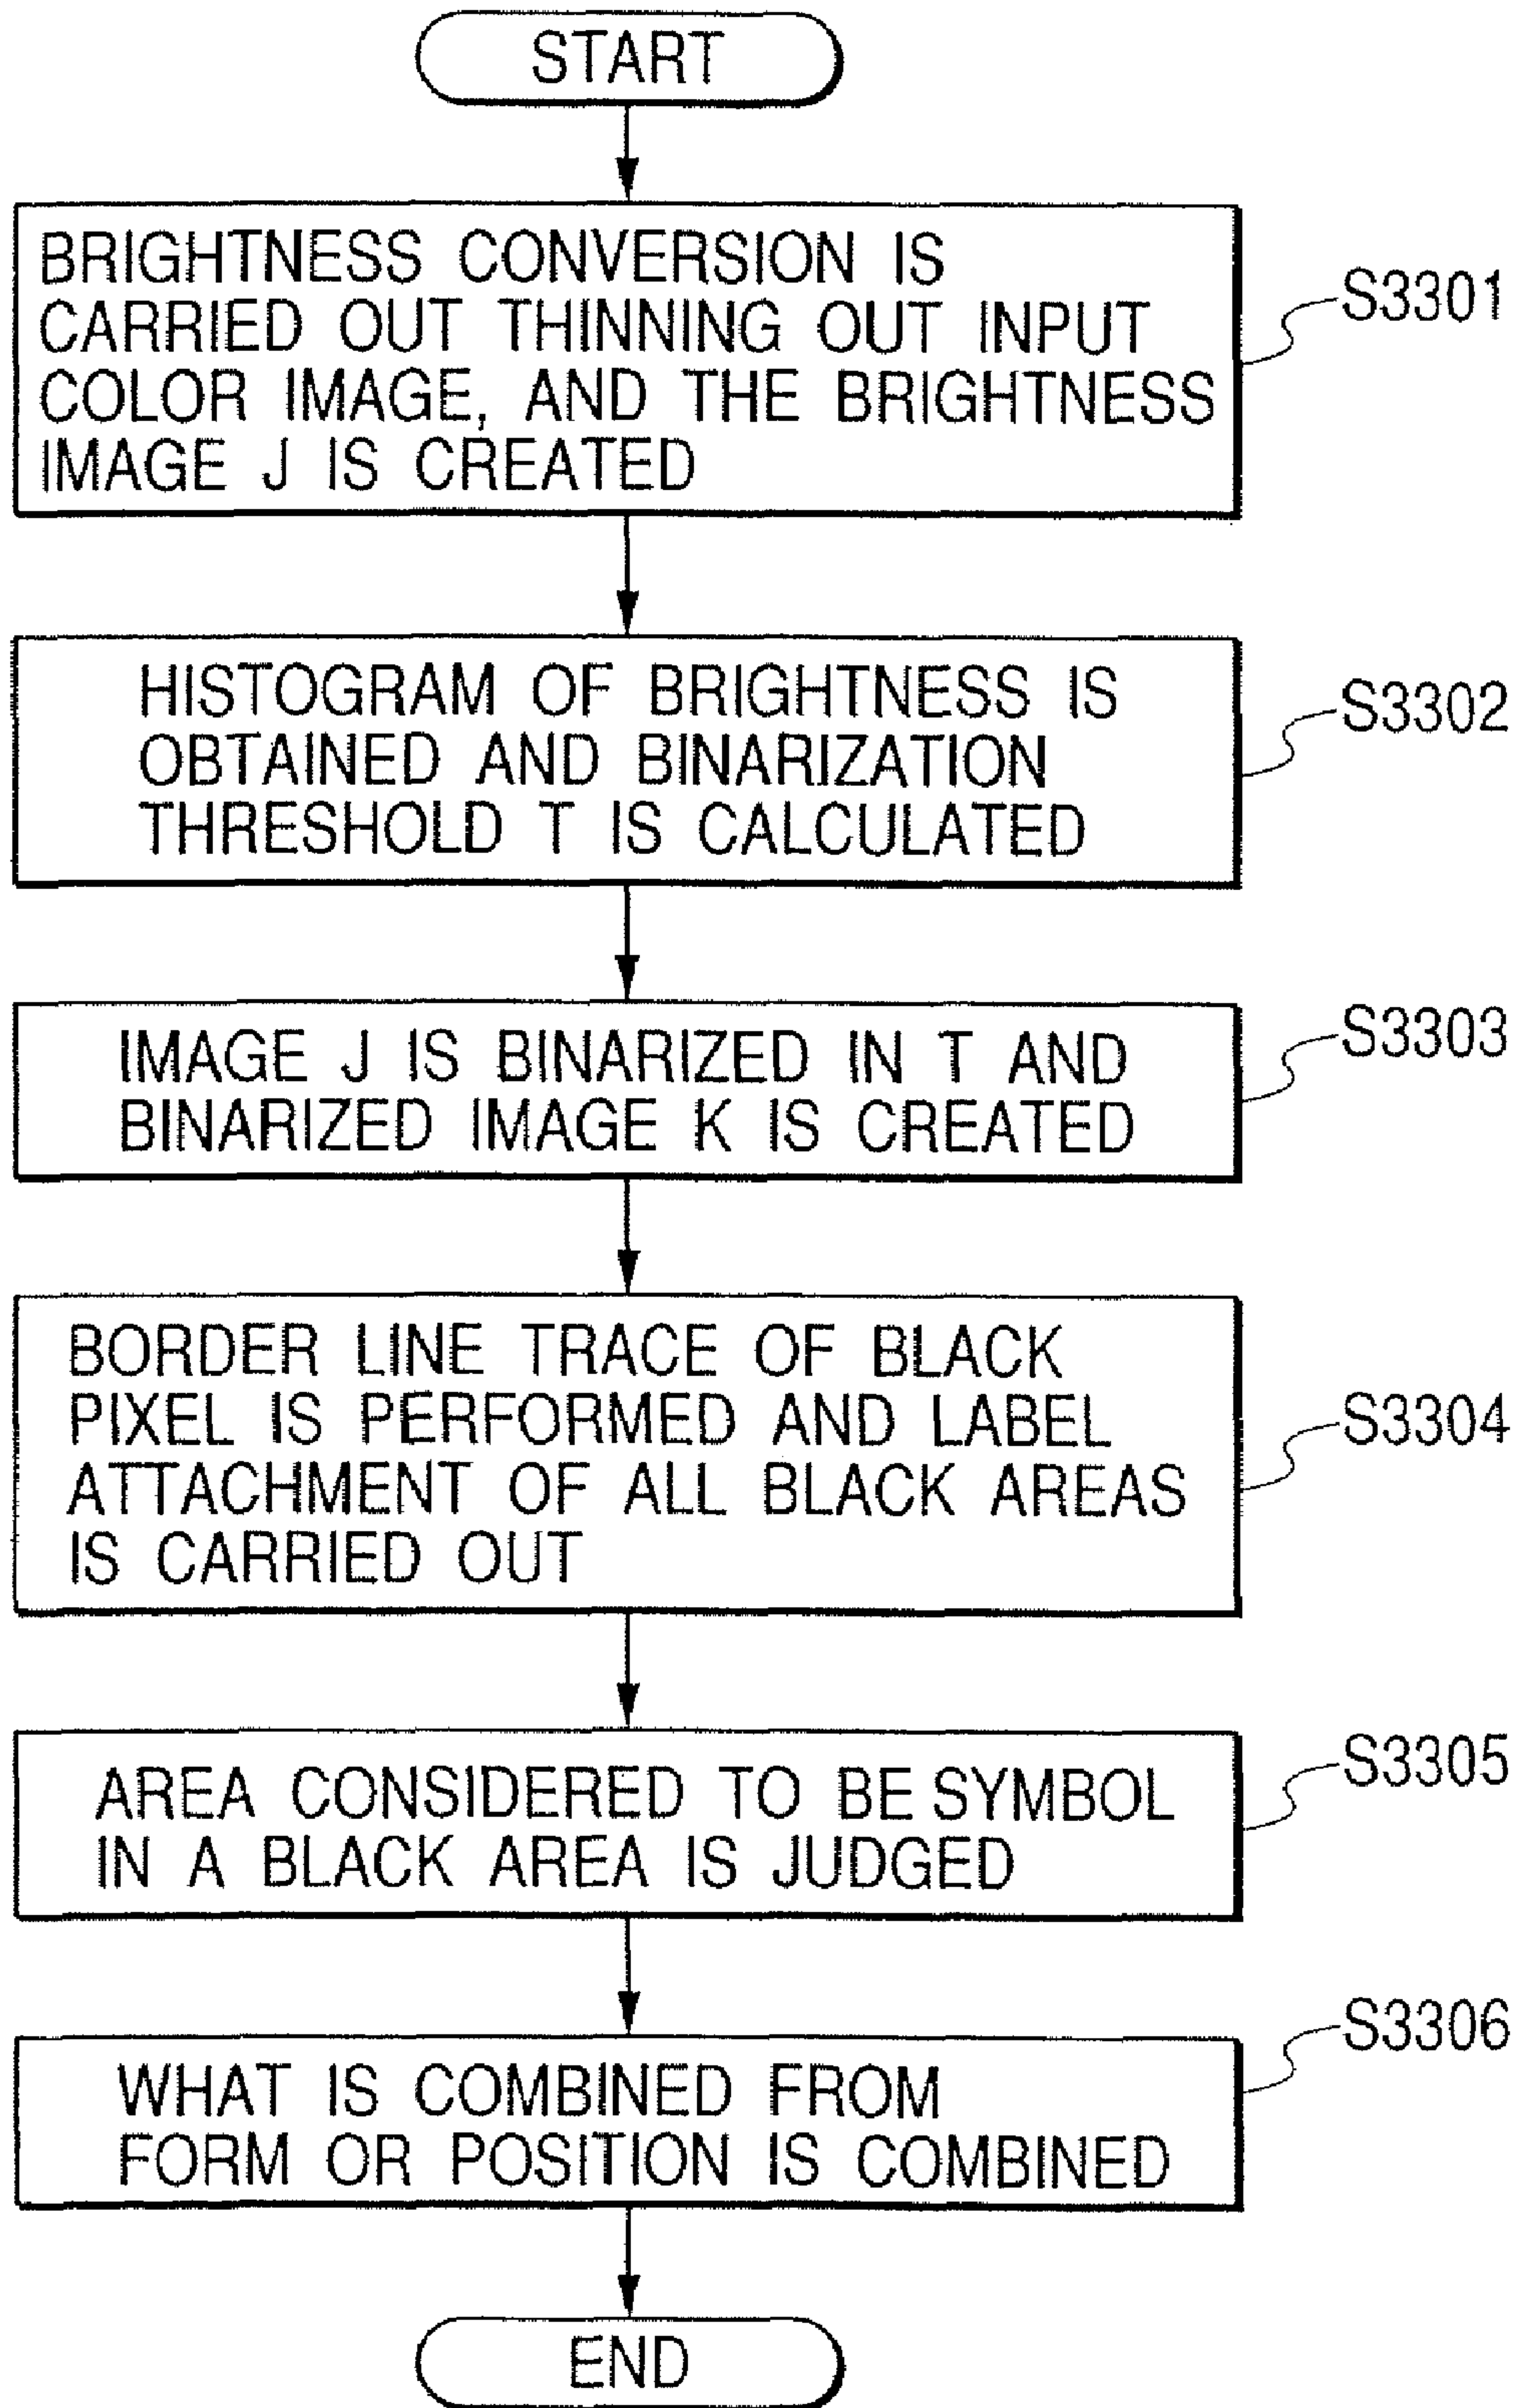 START
BRIGHTNESS CONVERSION IS
CARRIED OUT THINNING OUT INPUT
COLOR IMAGE, AND THE BRIGHTNESS
IMAGE J IS CREATED
S3301
HISTOGRAM OF BRIGHTNESS IS
OBTAINED AND BINARIZATION
THRESHOLD T IS CALCULATED
S3302
IMAGE J IS BINARIZED IN T AND
BINARIZED IMAGE K IS CREATED
S3303
BORDER LINE TRACE OF BLACK
PIXEL IS PERFORMED AND LABEL
ATTACHMENT OF ALL BLACK AREAS
IS CARRIED OUT
S3304
AREA CONSIDERED TO BE SYMBOL
IN A BLACK AREA IS JUDGED
S3305
WHAT IS COMBINED FROM
FORM OR POSITION IS COMBINED
S3306
END